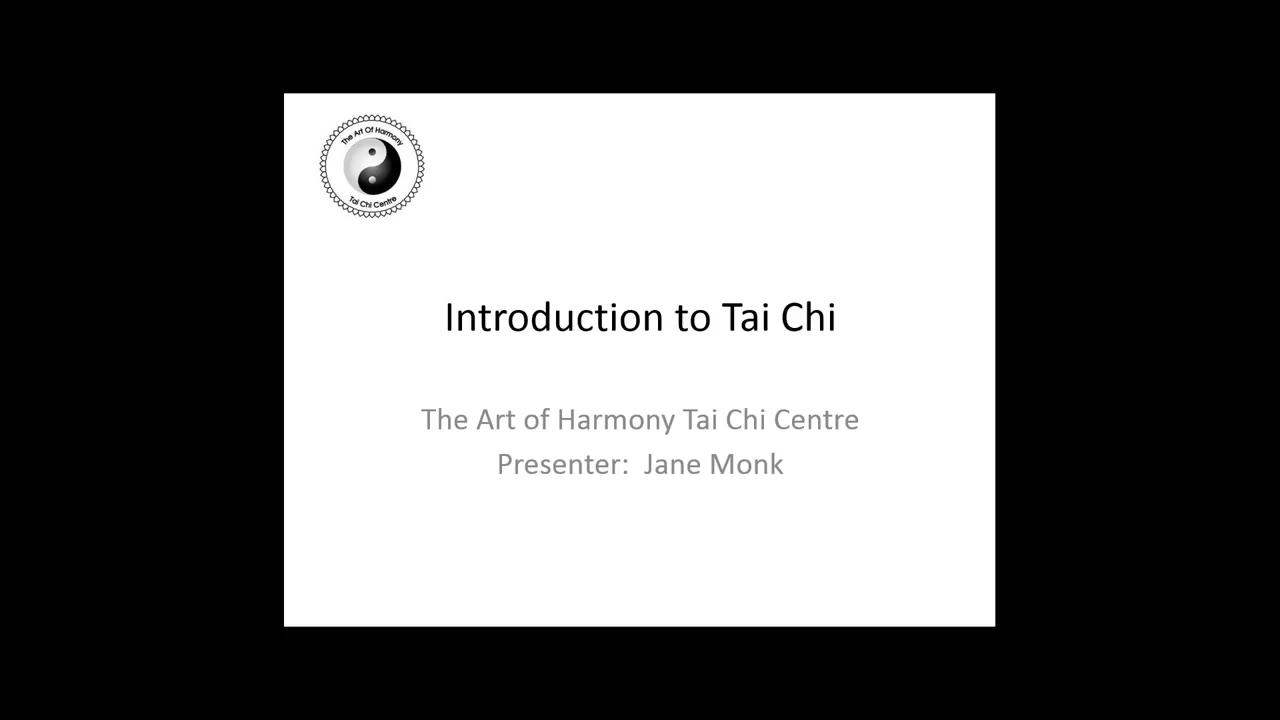 The Art Of Harmony
Tai Chi Centre
Introduction to Tai Chi
The Art of Harmony Tai Chi Centre
Presenter: Jane Monk